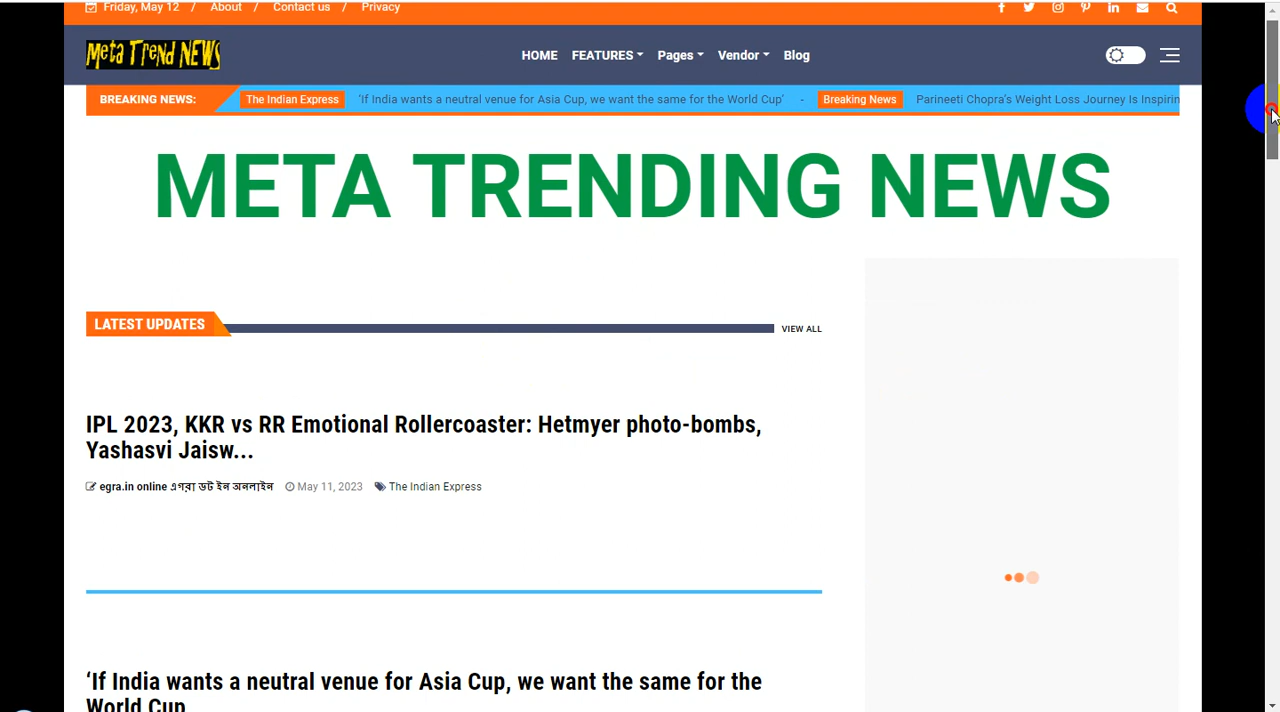 Friday, May 12 / About / Contact us / Privacy
Meta Trend NEWS
HOME FEATURES Pages Vendor Blog
BREAKING NEWS: The Indian Express ‘If India wants a neutral venue for Asia Cup, we want the same for the World Cup’ - Breaking News Parineeti Chopra's Weight Loss Journey Is Inspirin
META TRENDING NEWS
LATEST UPDATES VIEW ALL
IPL 2023, KKR vs RR Emotional Rollercoaster: Hetmyer photo-bombs,
Yashasvi Jaisw...
egra.in online এগরা ডট ইন অনলাইন May 11, 2023 The Indian Express
‘If India wants a neutral venue for Asia Cup, we want the same for the
World Cup